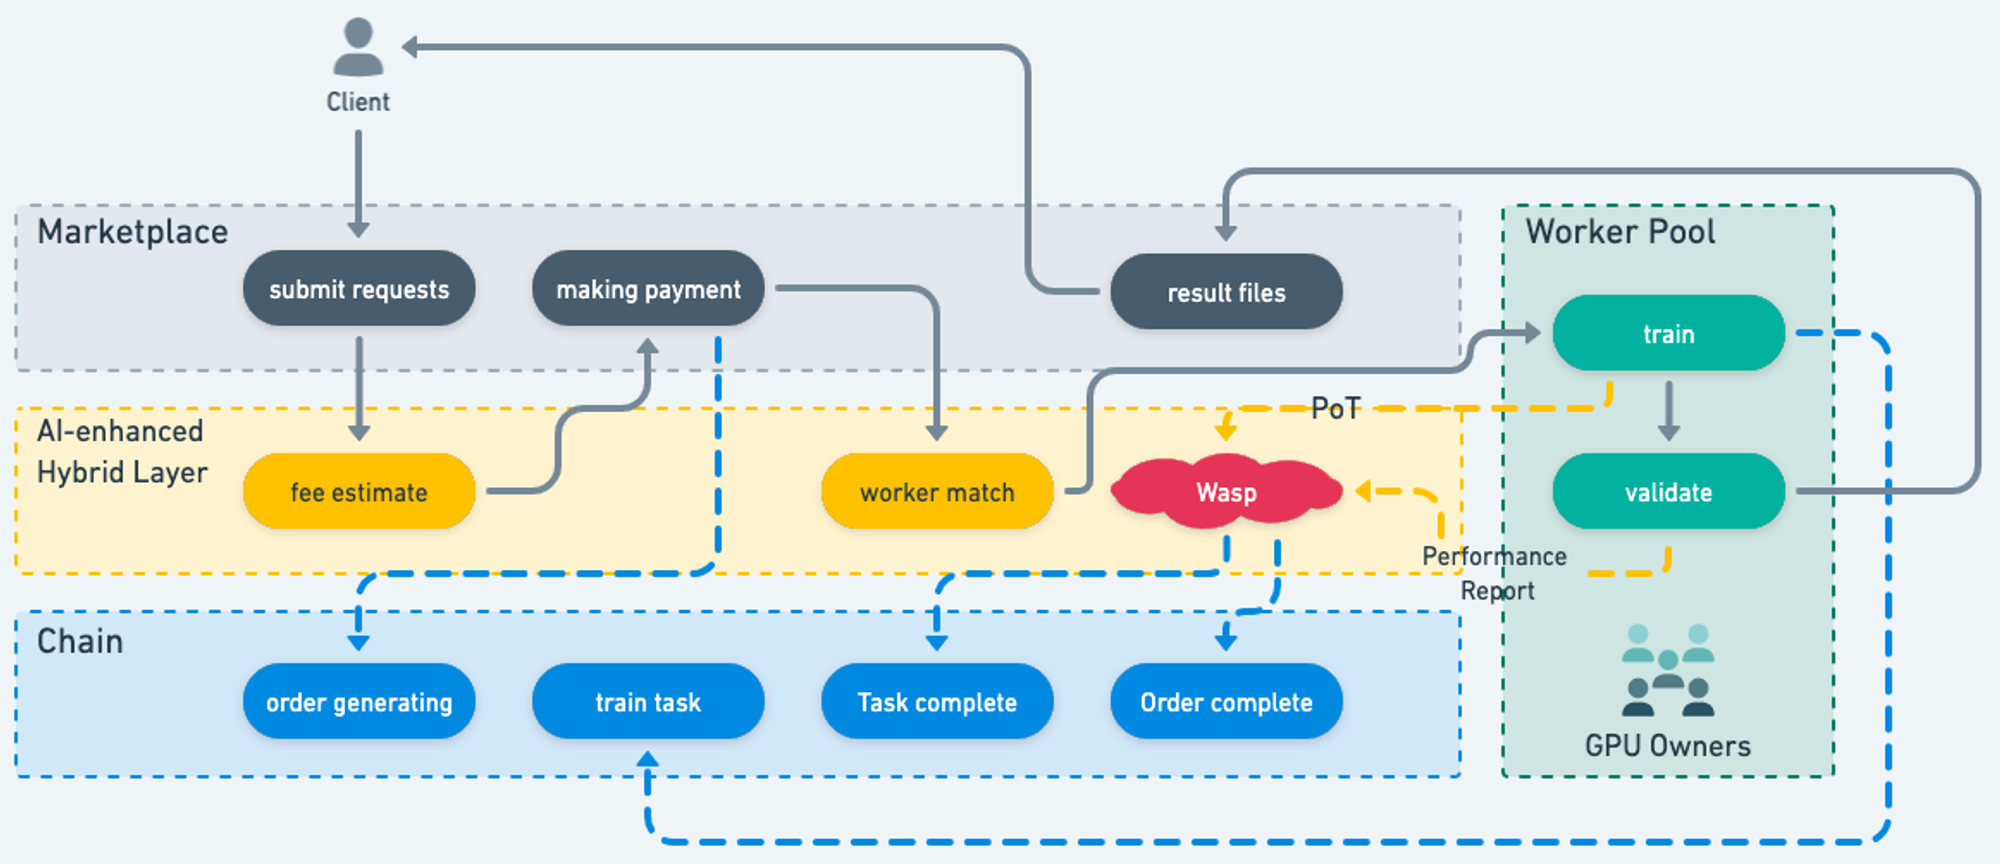 Client
Marketplace
submit requests
making payment
result files
Worker Pool
train
PoT
AI-enhanced
Hybrid Layer
fee estimate
worker match
Wasp
validate
Performance
Report
Chain
order generating
train task
Task complete
Order complete
GPU Owners